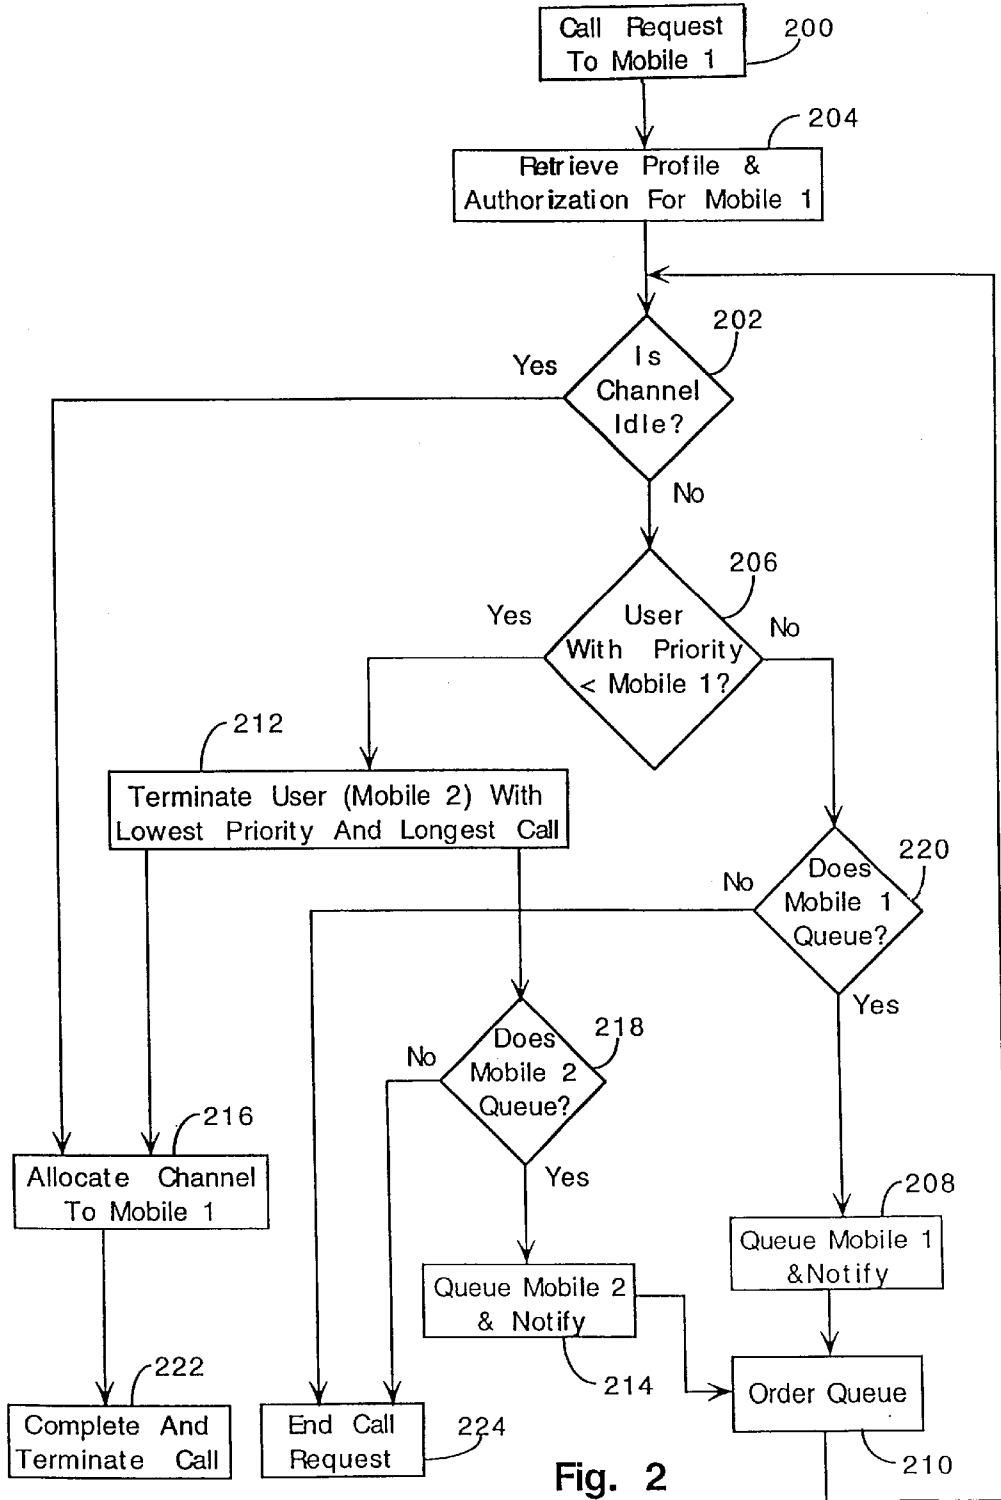 Call Request
To Mobile 1
200
204
Retrieve Profile &
Authorization For Mobile 1
202
Yes
Is
Channel
Idle?
No
206
Yes
User
With Priority
< Mobile 1?
No
212
Terminate User (Mobile 2) With
Lowest Priority And Longest Call
220
No
Does
Mobile 1
Queue?
Yes
218
No
Does
Mobile 2
Queue?
Yes
216
Allocate Channel
To Mobile 1
208
Queue Mobile 1
&Notify
Queue Mobile 2
& Notify
214
222
Order Queue
210
Complete And
Terminate Call
End Call
Request
224
Fig. 2